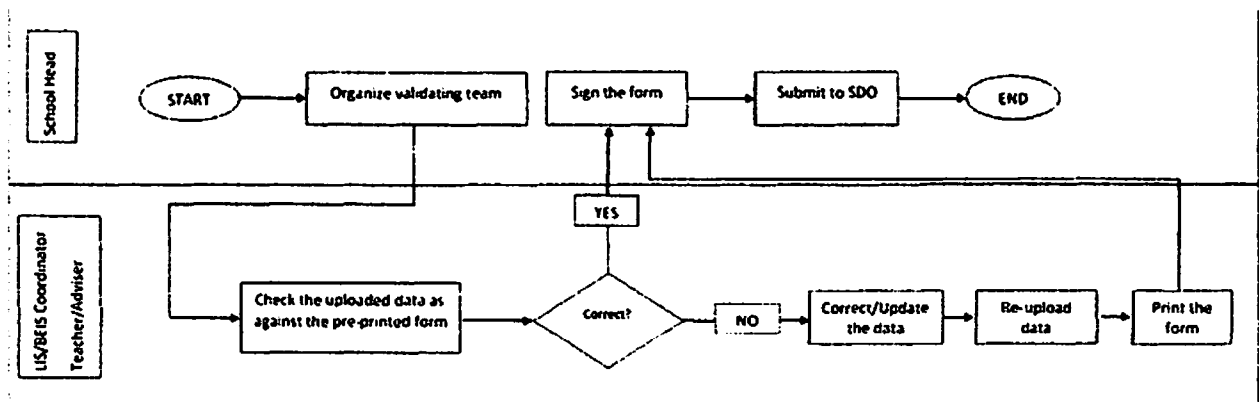 School Head
START
Organize validating team
Sign the form
Submit to SDO
END
LIS/BEIS Coordinator
Teacher/Adviser
YES
Check the uploaded data as
against the pre-printed form
Correct?
NO
Correct/Update
the data
Re-upload
data
Print the
form